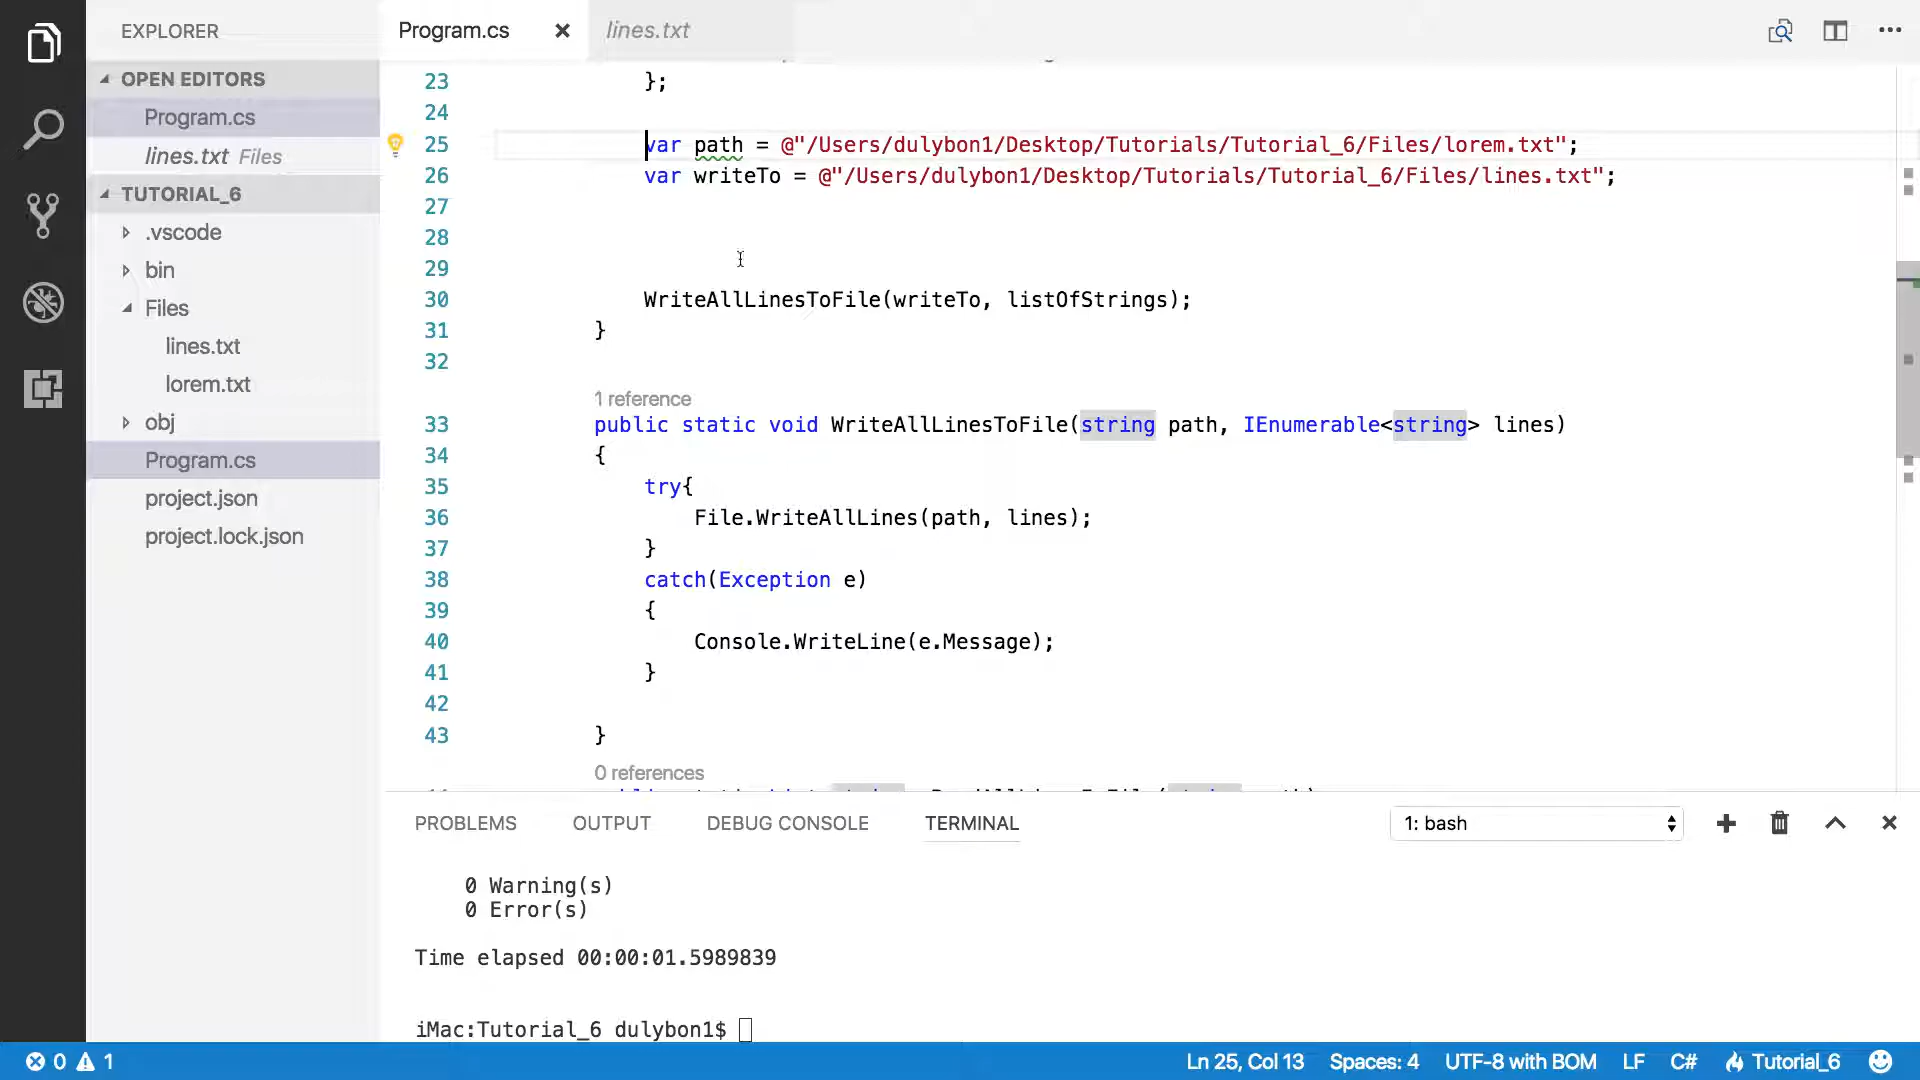 EXPLORER
Program.cs
lines.txt
OPEN EDITORS
Program.cs
lines.txt Files
TUTORIAL_6
.vscode
bin
Files
lines.txt
lorem.txt
obj
Program.cs
project.json
project.lock.json
23 };
24
25 var path = @"/Users/dulybon1/Desktop/Tutorials/Tutorial_6/Files/lorem.txt";
26 var writeTo = @"/Users/dulybon1/Desktop/Tutorials/Tutorial_6/Files/lines.txt";
27
28
29
30 WriteAllLinesToFile(writeTo, listOfStrings);
31 }
32
1 reference
33 public static void WriteAllLinesToFile(string path, IEnumerable<string> lines)
34 {
35 try{
36 File.WriteAllLines(path, lines);
37 }
38 catch(Exception e)
39 {
40 Console.WriteLine(e.Message);
41 }
42
43 }
0 references
PROBLEMS OUTPUT DEBUG CONSOLE TERMINAL 1: bash
0 Warning(s)
0 Error(s)
Time elapsed 00:00:01.5989839
iMac:Tutorial_6 dulybon1$
0 1 Ln 25, Col 13 Spaces: 4 UTF-8 with BOM LF C# Tutorial_6